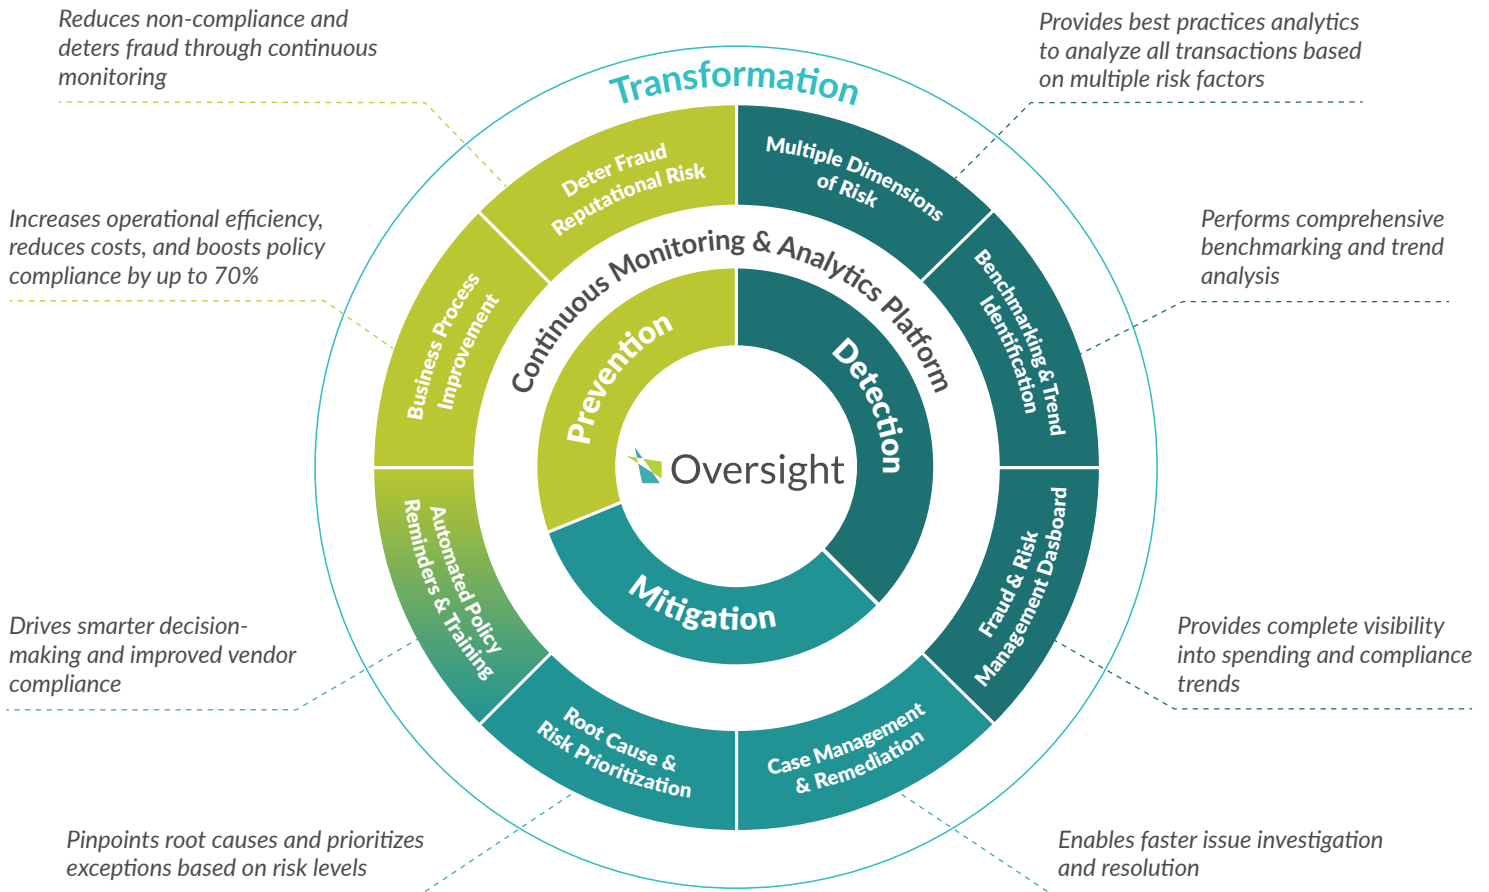 Reduces non-compliance and
deters fraud through continuous
monitoring
Provides best practices analytics
to analyze all transactions based
on multiple risk factors
Transformation
Deter Fraud
Reputational Risk
Multiple Dimensions
of Risk
Increases operational efficiency,
reduces costs, and boosts policy
compliance by up to 70%
Performs comprehensive
benchmarking and trend
analysis
Business Process
Improvement
Continuous Monitoring & Analytics Platform
Benchmarking & Trend
Identification
Prevention
Detection
Oversight
Mitigation
Automated Policy
Reminders & Training
Fraud & Risk
Management Dasboard
Drives smarter decision-
making and improved vendor
compliance
Provides complete visibility
into spending and compliance
trends
Root Cause &
Risk Prioritization
Case Management
& Remediation
Pinpoints root causes and prioritizes
exceptions based on risk levels
Enables faster issue investigation
and resolution